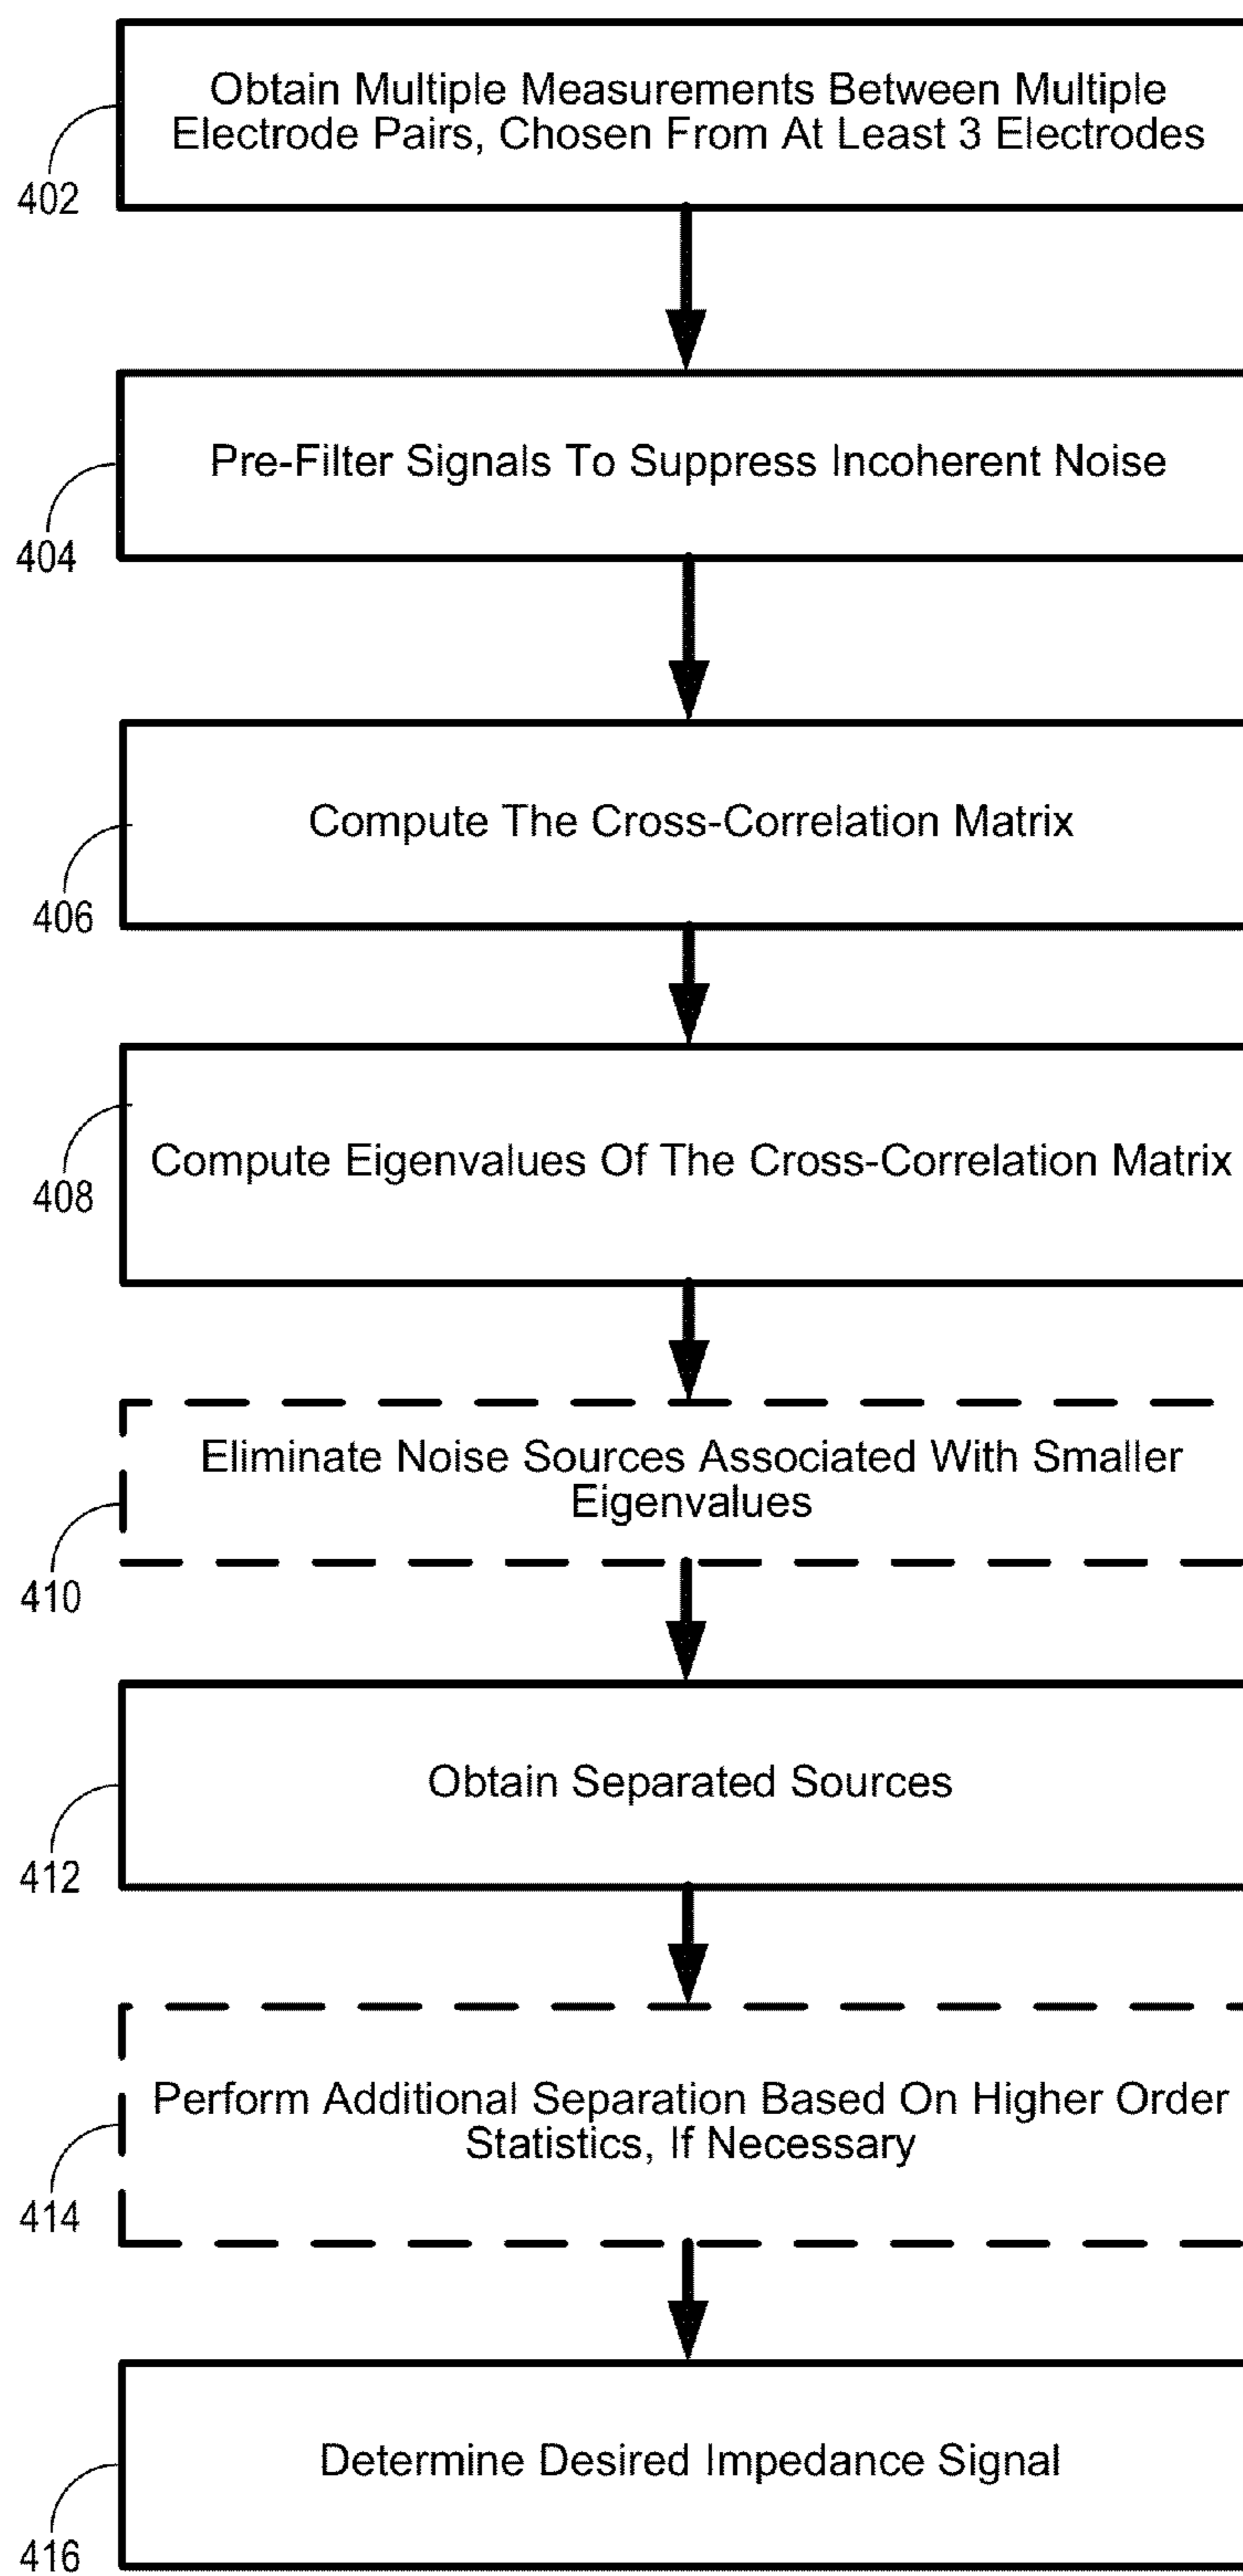 Obtain Multiple Measurements Between Multiple
Electrode Pairs, Chosen From At Least 3 Electrodes
402
Pre-Filter Signals To Suppress Incoherent Noise
404
Compute The Cross-Correlation Matrix
406
Compute Eigenvalues Of The Cross-Correlation Matrix
408
Eliminate Noise Sources Associated With Smaller
Eigenvalues
410
Obtain Separated Sources
412
Perform Additional Separation Based On Higher Order
Statistics, If Necessary
414
Determine Desired Impedance Signal
416